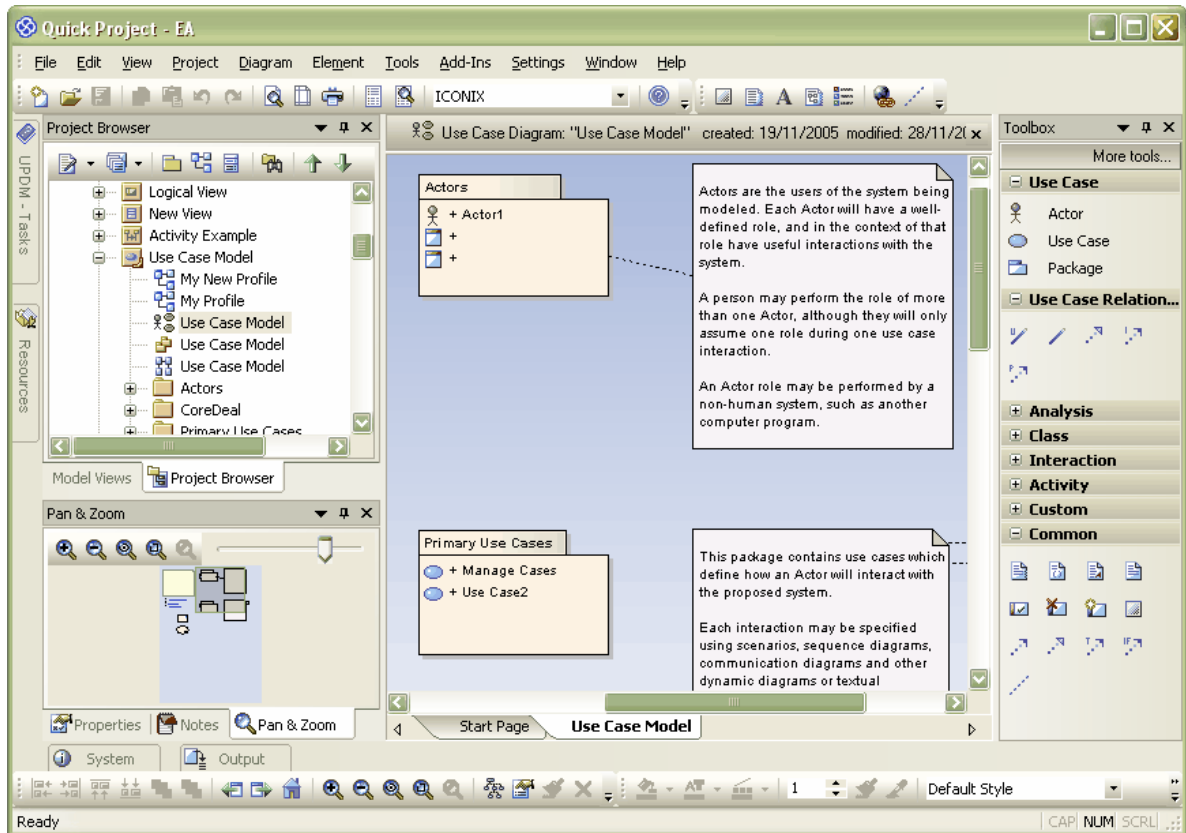 Quick Project - EA
File Edit View Project Diagram Element Tools Add-Ins Settings Window Help
ICONIX
UPDM - Tasks
Resources
Project Browser
Logical View
New View
Activity Example
Use Case Model
My New Profile
My Profile
Use Case Model
Use Case Model
Use Case Model
Actors
CoreDeal
Primary Use Cases
Model Views Project Browser
Pan & Zoom
Properties Notes Pan & Zoom
Use Case Diagram: "Use Case Model" created: 19/11/2005 modified: 28/11/2(
Actors
+ Actor1
+
+
Actors are the users of the system being
modeled. Each Actor will have a well-
defined role, and in the context of that
role have useful interactions with the
system.
A person may perform the role of more
than one Actor, although they will only
assume one role during one use case
interaction.
An Actor role may be performed by a
non-human system, such as another
computer program.
Primary Use Cases
+ Manage Cases
+ Use Case2
This package contains use cases which
define how an Actor will interact with
the proposed system.
Each interaction may be specified
using scenarios, sequence diagrams,
communication diagrams and other
dynamic diagrams or textual
Start Page Use Case Model
Toolbox
More tools...
Use Case
Actor
Use Case
Package
Use Case Relation...
Analysis
Class
Interaction
Activity
Custom
Common
System Output
1 Default Style
Ready CAP NUM SCRL